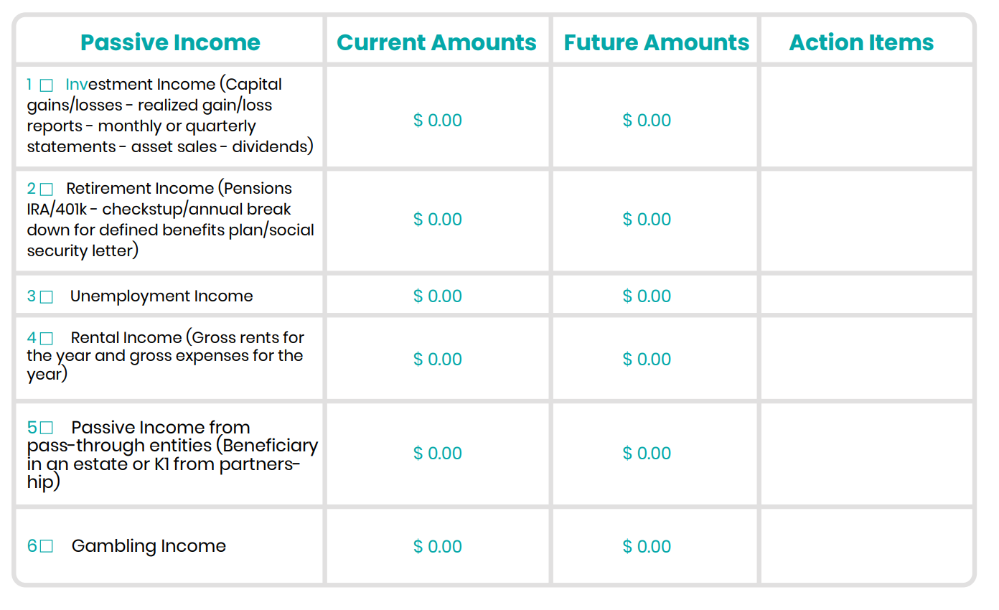 Passive Income Current Amounts Future Amounts Action Items
1 ☐ Investment Income (Capital
gains/losses - realized gain/loss
reports - monthly or quarterly
statements - asset sales - dividends)
$ 0.00 $ 0.00
2 ☐ Retirement Income (Pensions
IRA/401k - checkstup/annual break
down for defined benefits plan/social
security letter)
$ 0.00 $ 0.00
3 ☐ Unemployment Income $ 0.00 $ 0.00
4 ☐ Rental Income (Gross rents for
the year and gross expenses for the
year)
$ 0.00 $ 0.00
5 ☐ Passive Income from
pass-through entities (Beneficiary
in an estate or K1 from partners-
hip)
$ 0.00 $ 0.00
6 ☐ Gambling Income $ 0.00 $ 0.00